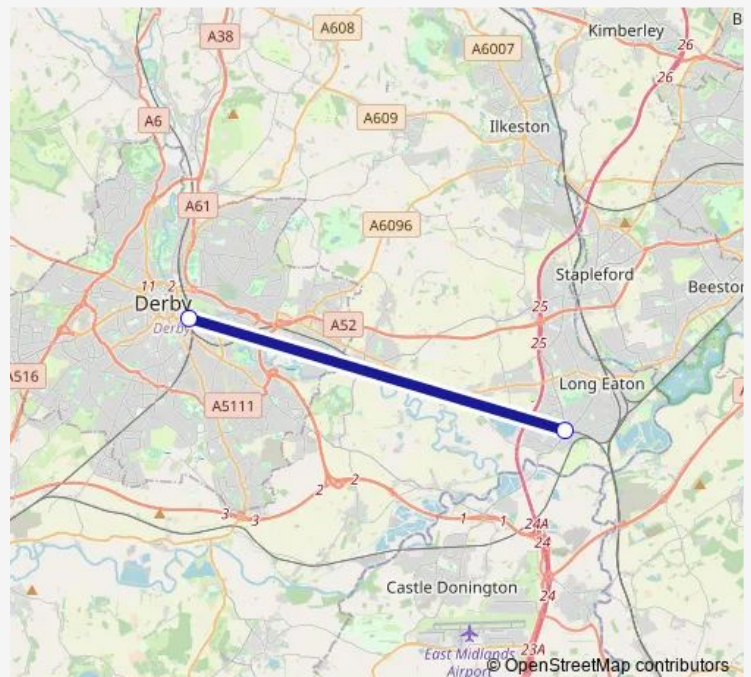 A38
A608
Kimberley
B
A6007
26
26
A6
A609
Ilkeston
A61
A6096
Stapleford
11
2
Derby
Derby
A52
25
25
Beeston
A516
A5111
Long Eaton
2
2
3
3
1
1
24A
24
Castle Donington
24
East Midlands
Airport
23A
© OpenStreetMap contributors